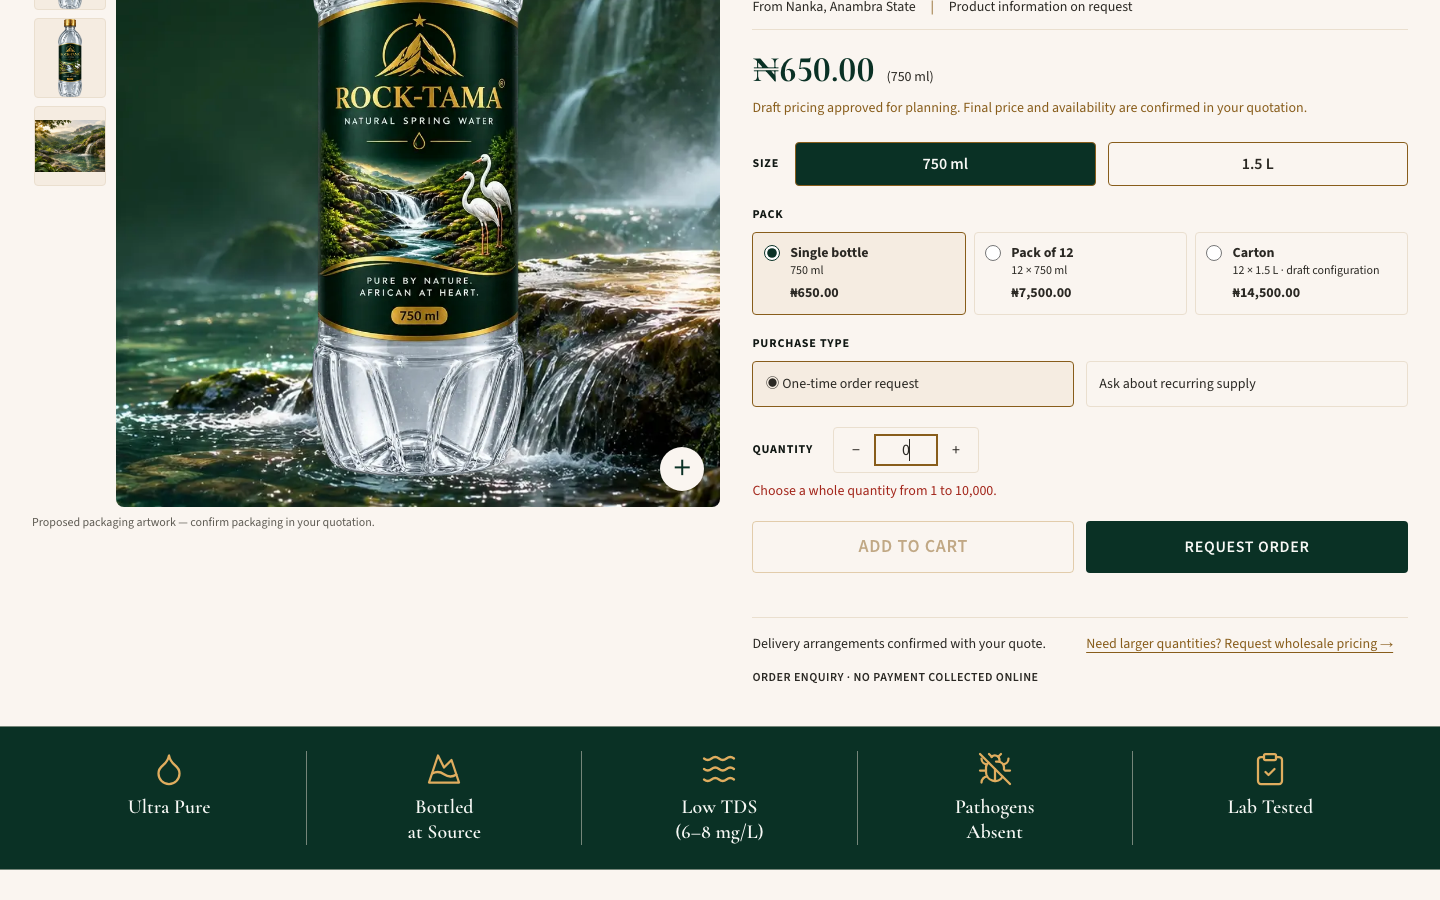 From Nanka, Anambra State | Product information on request
ROCK-TAMA®
NATURAL SPRING WATER
PURE BY NATURE.
AFRICAN AT HEART.
750 ml
Proposed packaging artwork — confirm packaging in your quotation.
₦650.00 (750 ml)
Draft pricing approved for planning. Final price and availability are confirmed in your quotation.
SIZE
750 ml
1.5 L
PACK
Single bottle
750 ml
₦650.00
Pack of 12
12 × 750 ml
₦7,500.00
Carton
12 × 1.5 L · draft configuration
₦14,500.00
PURCHASE TYPE
One-time order request
Ask about recurring supply
QUANTITY
− 0 +
Choose a whole quantity from 1 to 10,000.
ADD TO CART
REQUEST ORDER
Delivery arrangements confirmed with your quote.
Need larger quantities? Request wholesale pricing →
ORDER ENQUIRY · NO PAYMENT COLLECTED ONLINE
Ultra Pure
Bottled
at Source
Low TDS
(6–8 mg/L)
Pathogens
Absent
Lab Tested